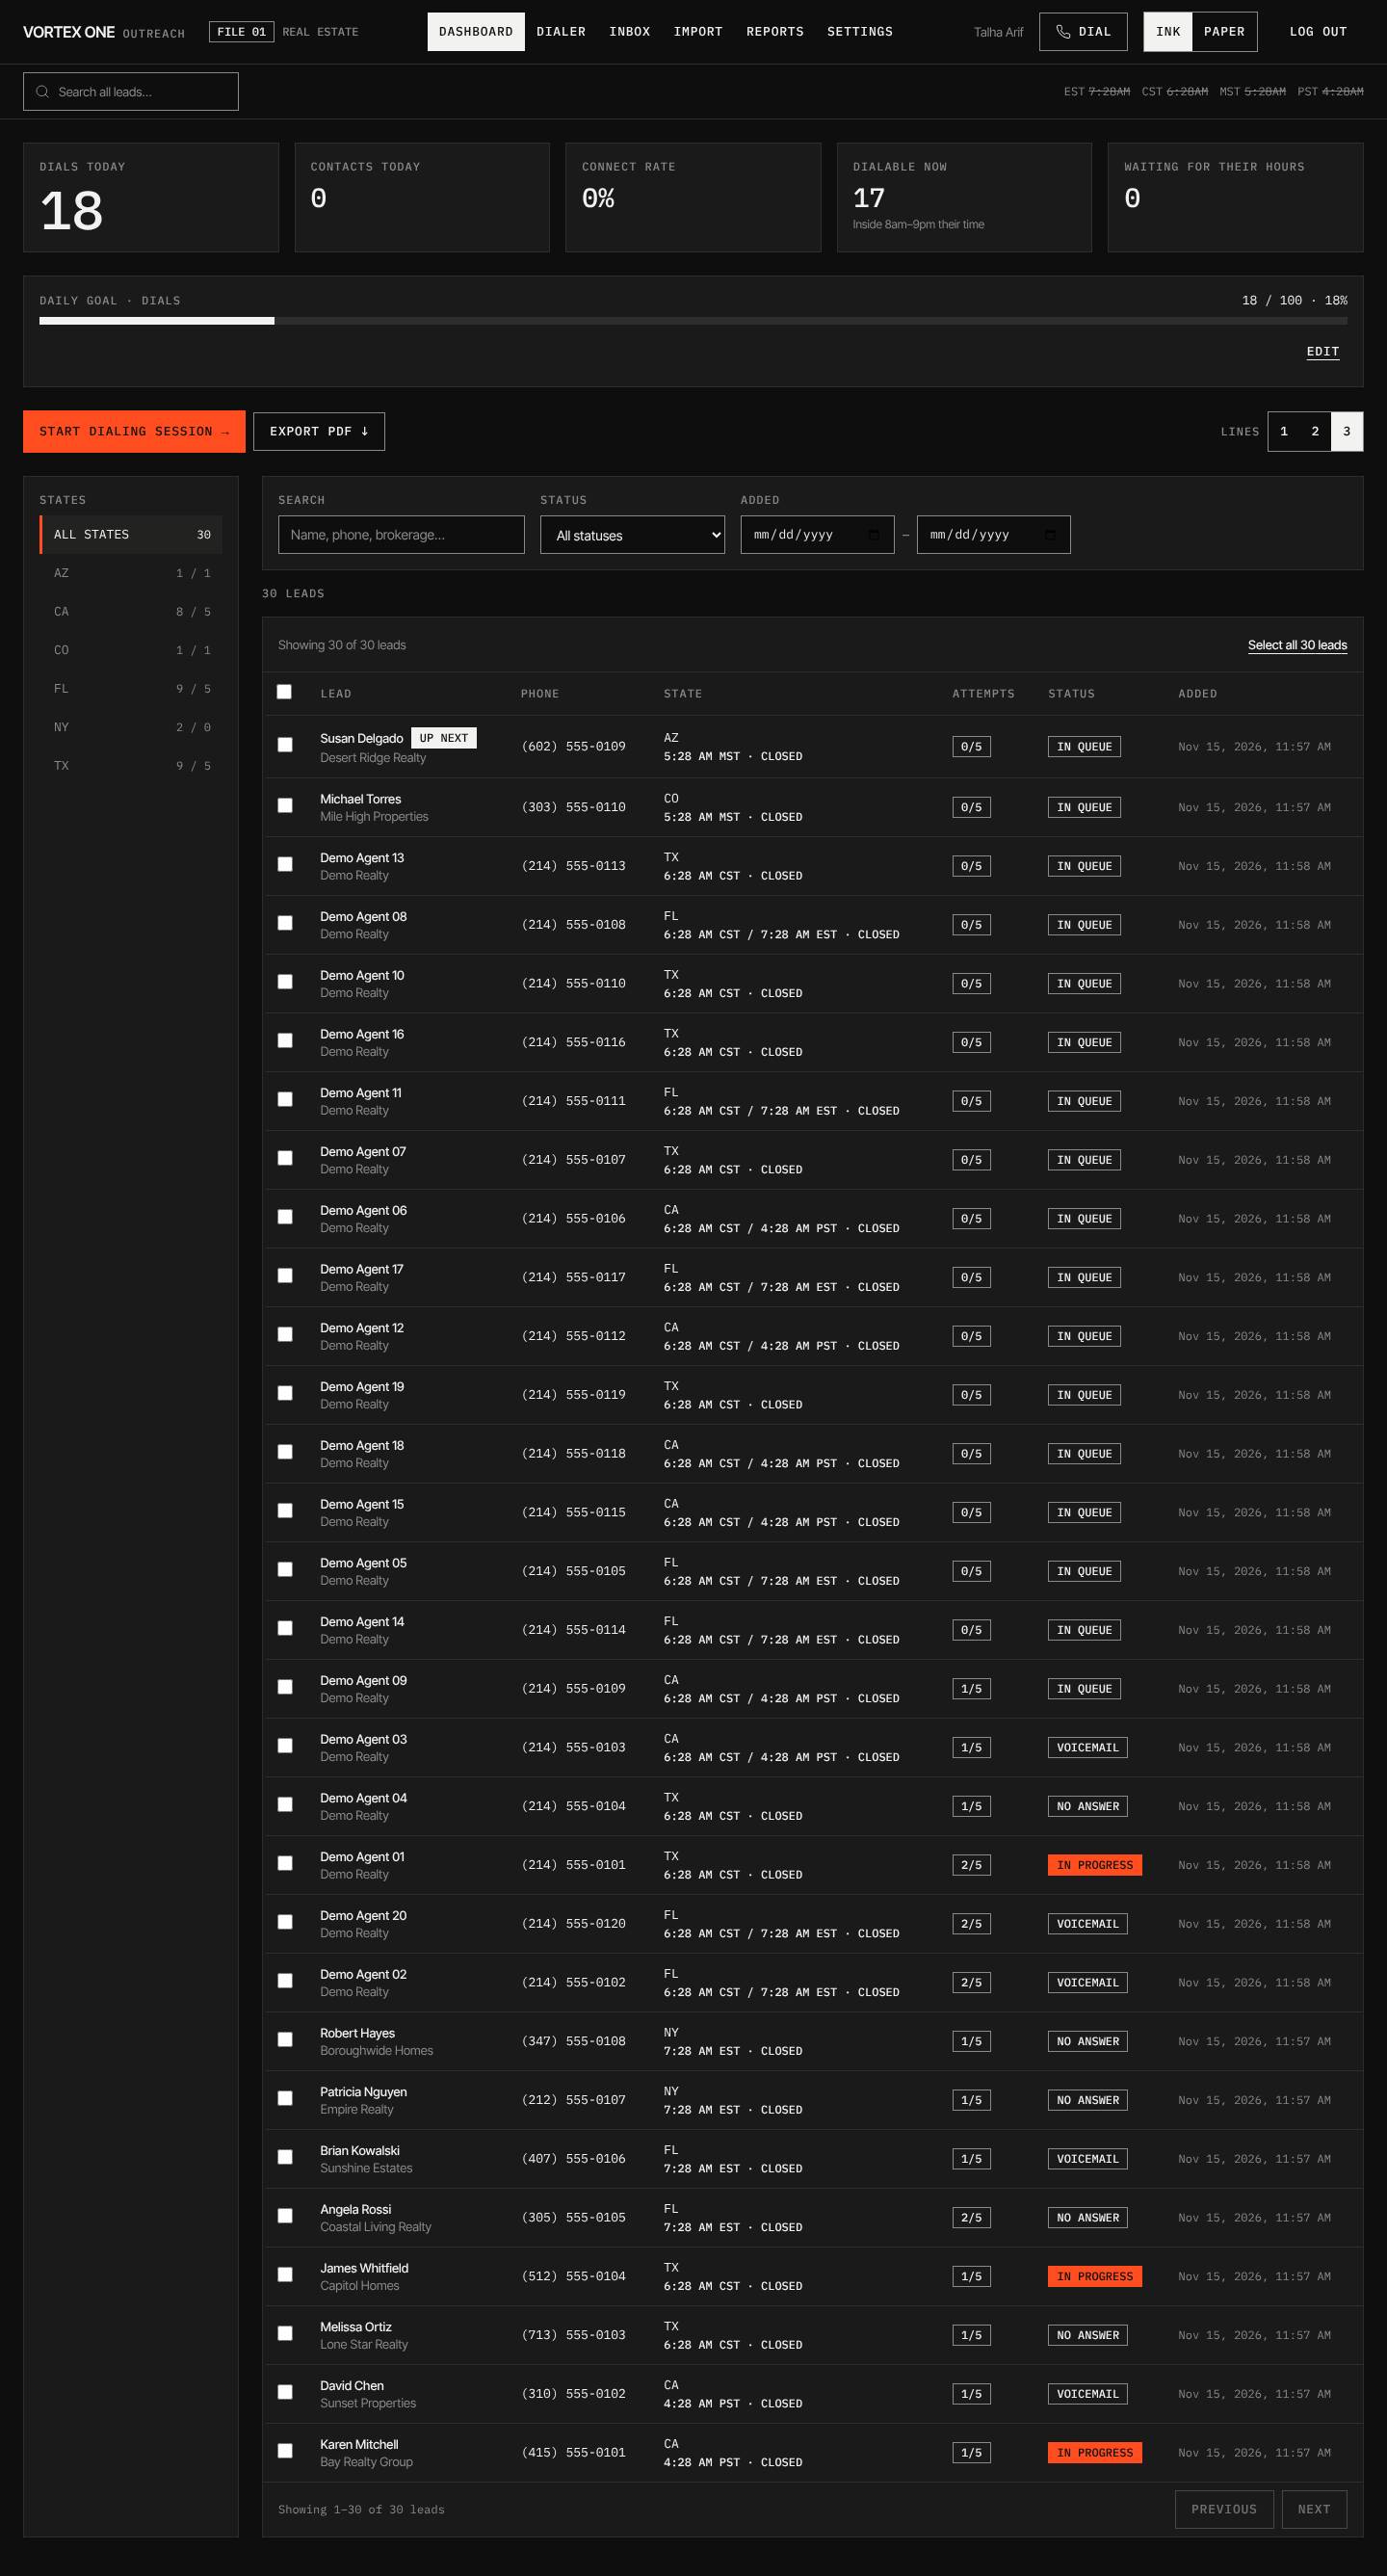 VORTEX ONE OUTREACH FILE 01 REAL ESTATE DASHBOARD DIALER INBOX IMPORT REPORTS SETTINGS Talha Arif DIAL INK PAPER LOG OUT
Search all leads... EST 7:28AM CST 6:28AM MST 5:28AM PST 4:28AM
DIALS TODAY CONTACTS TODAY CONNECT RATE DIALABLE NOW WAITING FOR THEIR HOURS
18 0 0% 17 0
Inside 8am–9pm their time
DAILY GOAL · DIALS 18 / 100 · 18%
EDIT
START DIALING SESSION → EXPORT PDF ↓ LINES 1 2 3
STATES
ALL STATES 30
AZ 1 / 1
CA 8 / 5
CO 1 / 1
FL 9 / 5
NY 2 / 0
TX 9 / 5
SEARCH STATUS ADDED
Name, phone, brokerage... All statuses mm/dd/yyyy – mm/dd/yyyy
30 LEADS
Showing 30 of 30 leads Select all 30 leads
LEAD PHONE STATE ATTEMPTS STATUS ADDED
Susan Delgado UP NEXT (602) 555-0109 AZ 0/5 IN QUEUE Nov 15, 2026, 11:57 AM
Desert Ridge Realty 5:28 AM MST · CLOSED
Michael Torres (303) 555-0110 CO 0/5 IN QUEUE Nov 15, 2026, 11:57 AM
Mile High Properties 5:28 AM MST · CLOSED
Demo Agent 13 (214) 555-0113 TX 0/5 IN QUEUE Nov 15, 2026, 11:58 AM
Demo Realty 6:28 AM CST · CLOSED
Demo Agent 08 (214) 555-0108 FL 0/5 IN QUEUE Nov 15, 2026, 11:58 AM
Demo Realty 6:28 AM CST / 7:28 AM EST · CLOSED
Demo Agent 10 (214) 555-0110 TX 0/5 IN QUEUE Nov 15, 2026, 11:58 AM
Demo Realty 6:28 AM CST · CLOSED
Demo Agent 16 (214) 555-0116 TX 0/5 IN QUEUE Nov 15, 2026, 11:58 AM
Demo Realty 6:28 AM CST · CLOSED
Demo Agent 11 (214) 555-0111 FL 0/5 IN QUEUE Nov 15, 2026, 11:58 AM
Demo Realty 6:28 AM CST / 7:28 AM EST · CLOSED
Demo Agent 07 (214) 555-0107 TX 0/5 IN QUEUE Nov 15, 2026, 11:58 AM
Demo Realty 6:28 AM CST · CLOSED
Demo Agent 06 (214) 555-0106 CA 0/5 IN QUEUE Nov 15, 2026, 11:58 AM
Demo Realty 6:28 AM CST / 4:28 AM PST · CLOSED
Demo Agent 17 (214) 555-0117 FL 0/5 IN QUEUE Nov 15, 2026, 11:58 AM
Demo Realty 6:28 AM CST / 7:28 AM EST · CLOSED
Demo Agent 12 (214) 555-0112 CA 0/5 IN QUEUE Nov 15, 2026, 11:58 AM
Demo Realty 6:28 AM CST / 4:28 AM PST · CLOSED
Demo Agent 19 (214) 555-0119 TX 0/5 IN QUEUE Nov 15, 2026, 11:58 AM
Demo Realty 6:28 AM CST · CLOSED
Demo Agent 18 (214) 555-0118 CA 0/5 IN QUEUE Nov 15, 2026, 11:58 AM
Demo Realty 6:28 AM CST / 4:28 AM PST · CLOSED
Demo Agent 15 (214) 555-0115 CA 0/5 IN QUEUE Nov 15, 2026, 11:58 AM
Demo Realty 6:28 AM CST / 4:28 AM PST · CLOSED
Demo Agent 05 (214) 555-0105 FL 0/5 IN QUEUE Nov 15, 2026, 11:58 AM
Demo Realty 6:28 AM CST / 7:28 AM EST · CLOSED
Demo Agent 14 (214) 555-0114 FL 0/5 IN QUEUE Nov 15, 2026, 11:58 AM
Demo Realty 6:28 AM CST / 7:28 AM EST · CLOSED
Demo Agent 09 (214) 555-0109 CA 1/5 IN QUEUE Nov 15, 2026, 11:58 AM
Demo Realty 6:28 AM CST / 4:28 AM PST · CLOSED
Demo Agent 03 (214) 555-0103 CA 1/5 VOICEMAIL Nov 15, 2026, 11:58 AM
Demo Realty 6:28 AM CST / 4:28 AM PST · CLOSED
Demo Agent 04 (214) 555-0104 TX 1/5 NO ANSWER Nov 15, 2026, 11:58 AM
Demo Realty 6:28 AM CST · CLOSED
Demo Agent 01 (214) 555-0101 TX 2/5 IN PROGRESS Nov 15, 2026, 11:58 AM
Demo Realty 6:28 AM CST · CLOSED
Demo Agent 20 (214) 555-0120 FL 2/5 VOICEMAIL Nov 15, 2026, 11:58 AM
Demo Realty 6:28 AM CST / 7:28 AM EST · CLOSED
Demo Agent 02 (214) 555-0102 FL 2/5 VOICEMAIL Nov 15, 2026, 11:58 AM
Demo Realty 6:28 AM CST / 7:28 AM EST · CLOSED
Robert Hayes (347) 555-0108 NY 1/5 NO ANSWER Nov 15, 2026, 11:57 AM
Boroughwide Homes 7:28 AM EST · CLOSED
Patricia Nguyen (212) 555-0107 NY 1/5 NO ANSWER Nov 15, 2026, 11:57 AM
Empire Realty 7:28 AM EST · CLOSED
Brian Kowalski (407) 555-0106 FL 1/5 VOICEMAIL Nov 15, 2026, 11:57 AM
Sunshine Estates 7:28 AM EST · CLOSED
Angela Rossi (305) 555-0105 FL 2/5 NO ANSWER Nov 15, 2026, 11:57 AM
Coastal Living Realty 7:28 AM EST · CLOSED
James Whitfield (512) 555-0104 TX 1/5 IN PROGRESS Nov 15, 2026, 11:57 AM
Capitol Homes 6:28 AM CST · CLOSED
Melissa Ortiz (713) 555-0103 TX 1/5 NO ANSWER Nov 15, 2026, 11:57 AM
Lone Star Realty 6:28 AM CST · CLOSED
David Chen (310) 555-0102 CA 1/5 VOICEMAIL Nov 15, 2026, 11:57 AM
Sunset Properties 4:28 AM PST · CLOSED
Karen Mitchell (415) 555-0101 CA 1/5 IN PROGRESS Nov 15, 2026, 11:57 AM
Bay Realty Group 4:28 AM PST · CLOSED
Showing 1–30 of 30 leads PREVIOUS NEXT